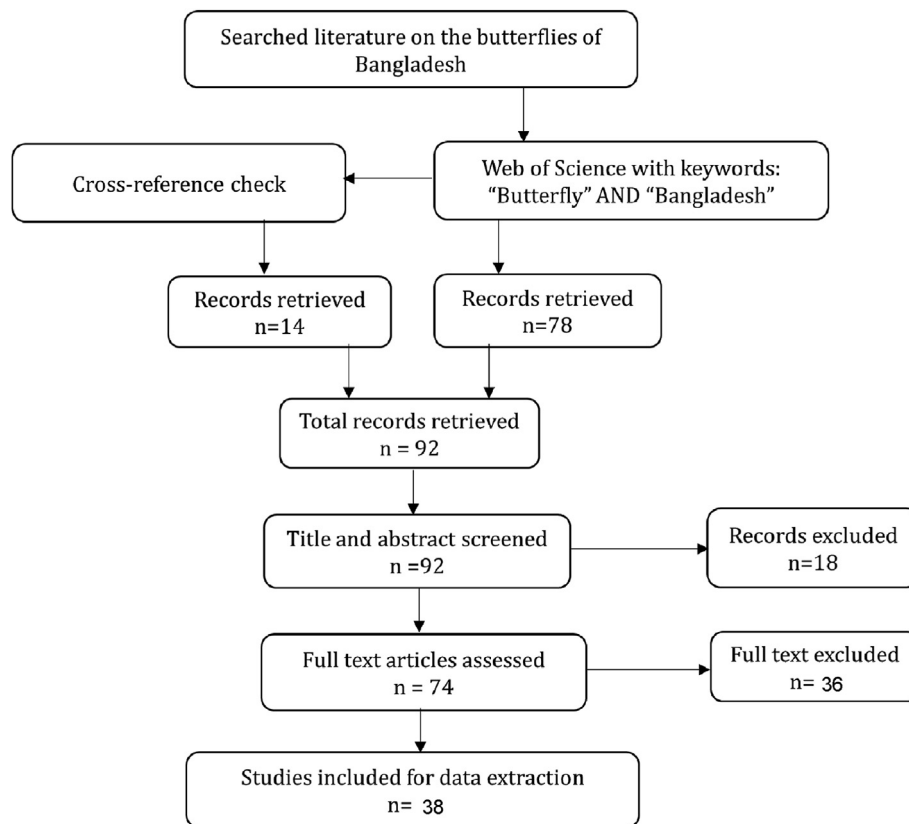 Searched literature on the butterflies of
Bangladesh
Cross-reference check
Web of Science with keywords:
“Butterfly” AND “Bangladesh”
Records retrieved
n=14
Records retrieved
n=78
Total records retrieved
n = 92
Title and abstract screened
n =92
Records excluded
n=18
Full text articles assessed
n = 74
Full text excluded
n= 36
Studies included for data extraction
n= 38